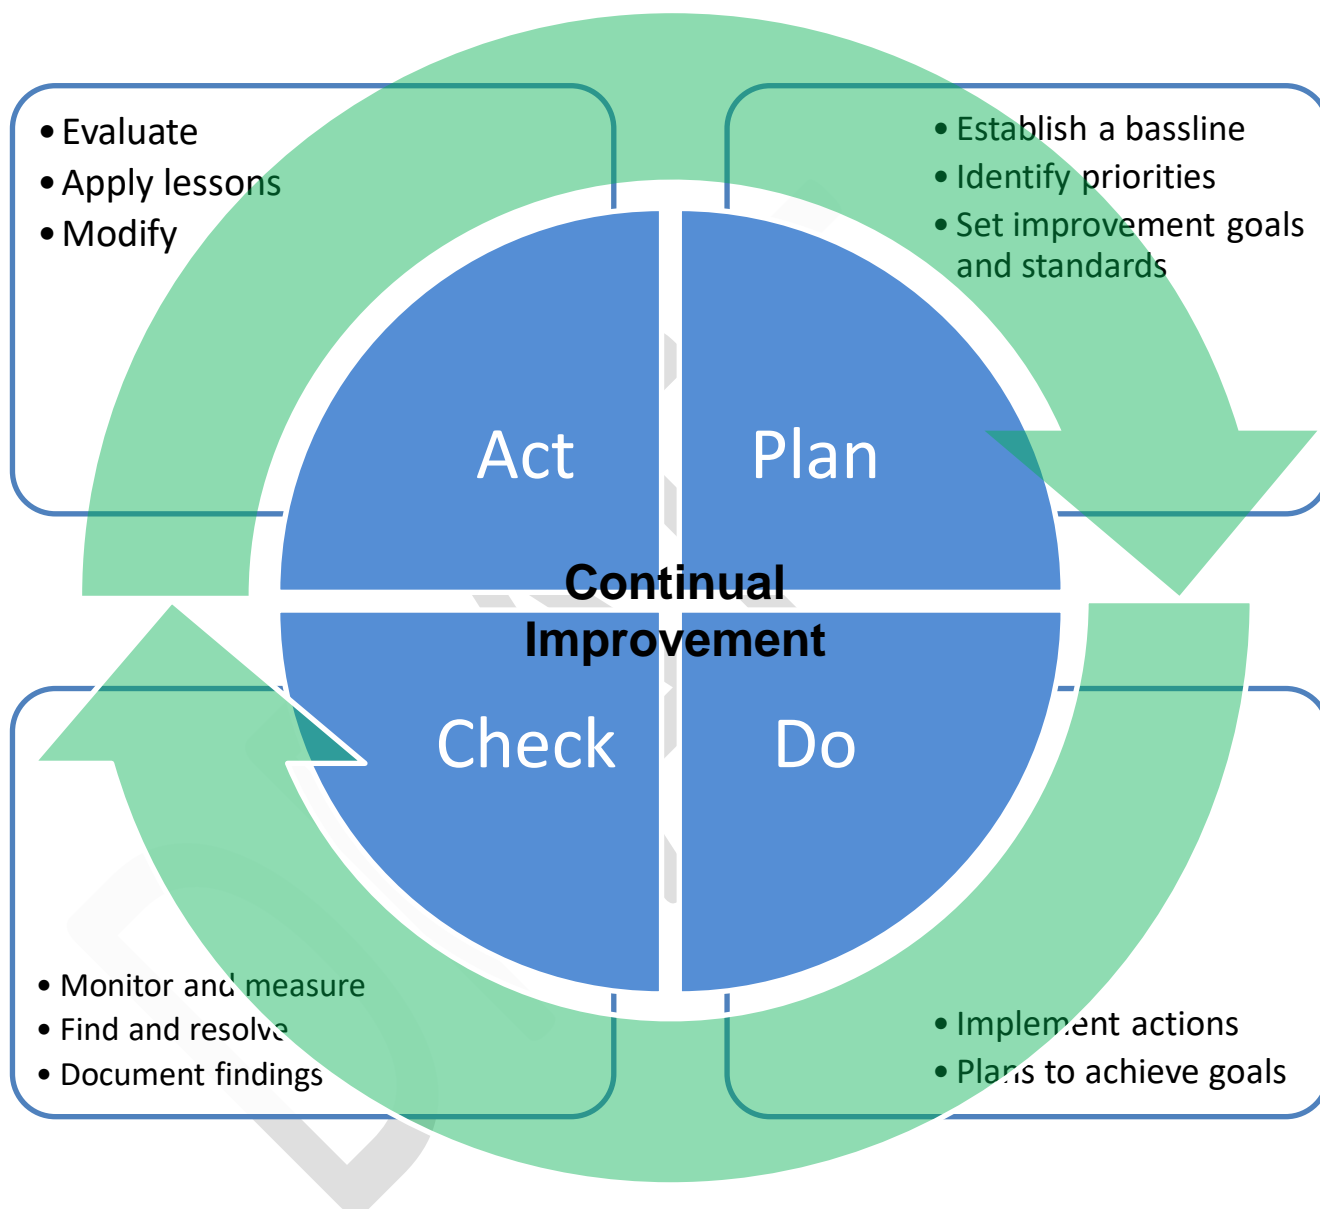 • Evaluate
• Apply lessons
• Modify
• Establish a bassline
• Identify priorities
• Set improvement goals
and standards
Act
Plan
Continual
Improvement
Check
Do
• Monitor and measure
• Find and resolve
• Document findings
• Implement actions
• Plans to achieve goals